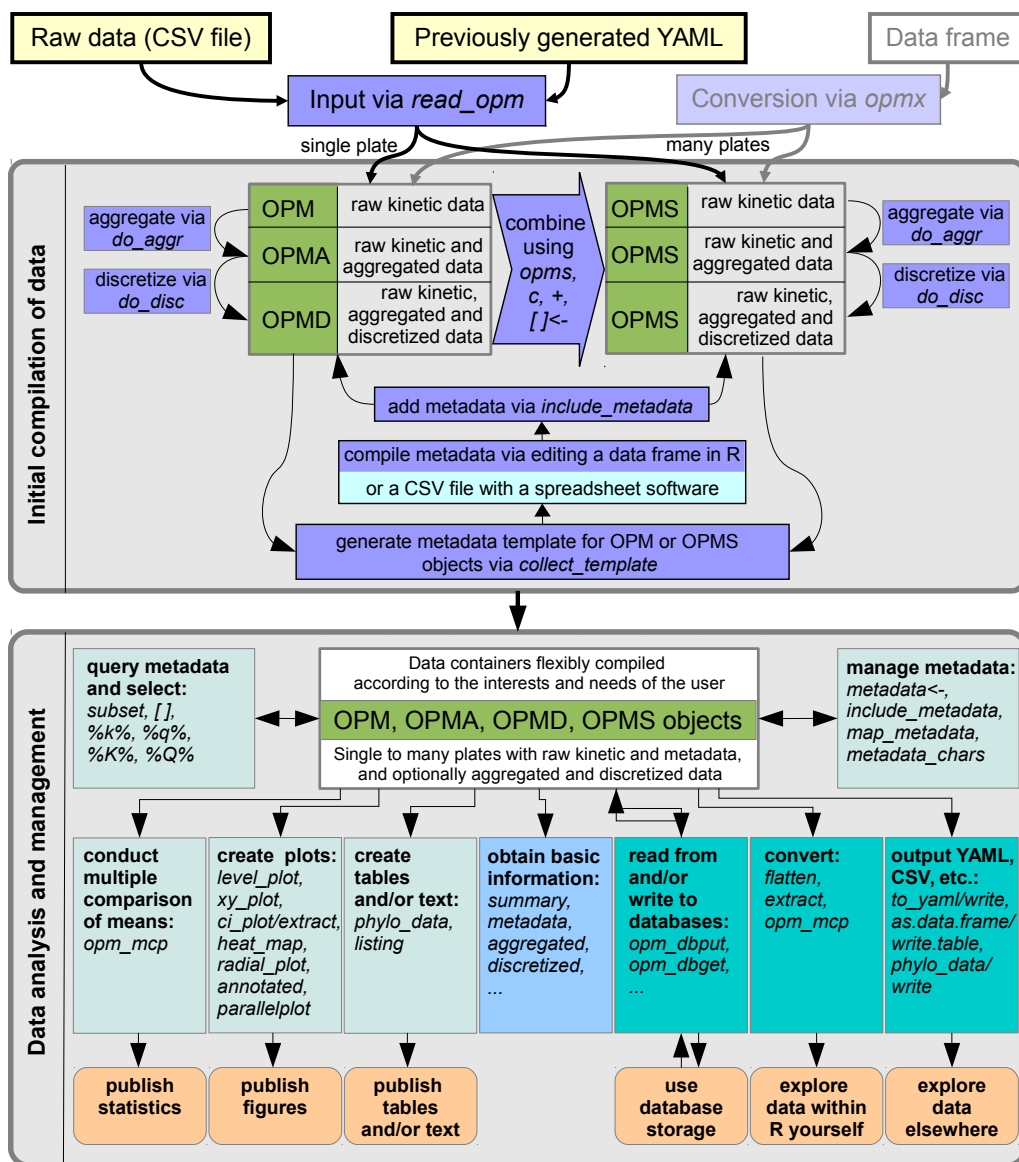 Raw data (CSV file)
Previously generated YAML
Data frame
Input via read_opm
Conversion via opmx
single plate
many plates
Initial compilation of data
aggregate via
do_aggr
discretize via
do_disc
OPM
raw kinetic data
OPMA
raw kinetic and
aggregated data
OPMD
raw kinetic,
aggregated and
discretized data
combine
using
opms,
c, +,
[ ]<-
OPMS
raw kinetic data
OPMS
raw kinetic and
aggregated data
OPMS
raw kinetic,
aggregated and
discretized data
aggregate via
do_aggr
discretize via
do_disc
add metadata via include_metadata
compile metadata via editing a data frame in R
or a CSV file with a spreadsheet software
generate metadata template for OPM or OPMS
objects via collect_template
Data analysis and management
query metadata
and select:
subset, [ ],
%k%, %q%,
%K%, %Q%
Data containers flexibly compiled
according to the interests and needs of the user
OPM, OPMA, OPMD, OPMS objects
Single to many plates with raw kinetic and metadata,
and optionally aggregated and discretized data
manage metadata:
metadata<-,
include_metadata,
map_metadata,
metadata_chars
conduct
multiple
comparison
of means:
opm_mcp
create plots:
level_plot,
xy_plot,
ci_plot/extract,
heat_map,
radial_plot,
annotated,
parallelplot
create
tables
and/or text:
phylo_data,
listing
obtain basic
information:
summary,
metadata,
aggregated,
discretized,
...
read from
and/or
write to
databases:
opm_dbput,
opm_dbget,
...
convert:
flatten,
extract,
opm_mcp
output YAML,
CSV, etc.:
to_yaml/write,
as.data.frame/
write.table,
phylo_data/
write
publish
statistics
publish
figures
publish
tables
and/or text
use
database
storage
explore
data within
R yourself
explore
data
elsewhere